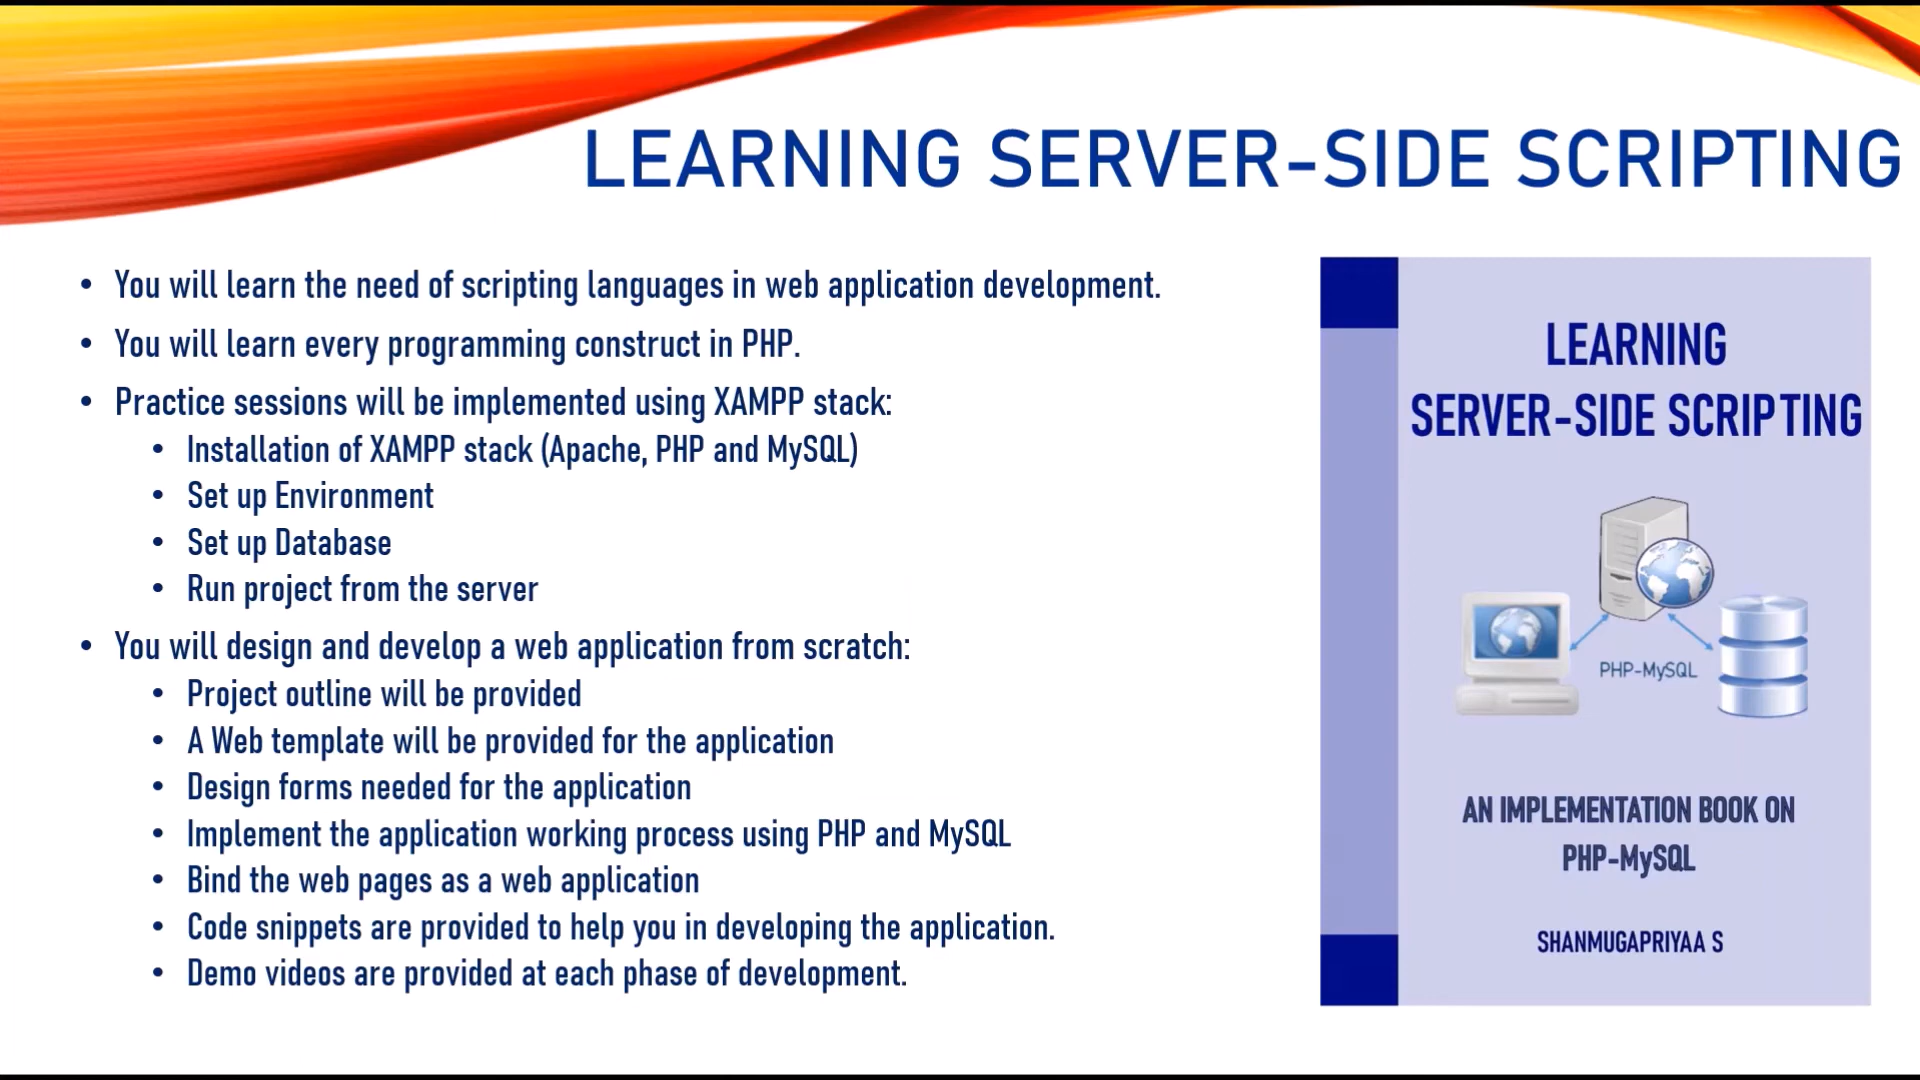 LEARNING SERVER-SIDE SCRIPTING
• You will learn the need of scripting languages in web application development.
• You will learn every programming construct in PHP.
• Practice sessions will be implemented using XAMPP stack:
• Installation of XAMPP stack (Apache, PHP and MySQL)
• Set up Environment
• Set up Database
• Run project from the server
• You will design and develop a web application from scratch:
• Project outline will be provided
• A Web template will be provided for the application
• Design forms needed for the application
• Implement the application working process using PHP and MySQL
• Bind the web pages as a web application
• Code snippets are provided to help you in developing the application.
• Demo videos are provided at each phase of development.
LEARNING
SERVER-SIDE SCRIPTING
PHP-MySQL
AN IMPLEMENTATION BOOK ON
PHP-MySQL
SHANMUGAPRIYAA S